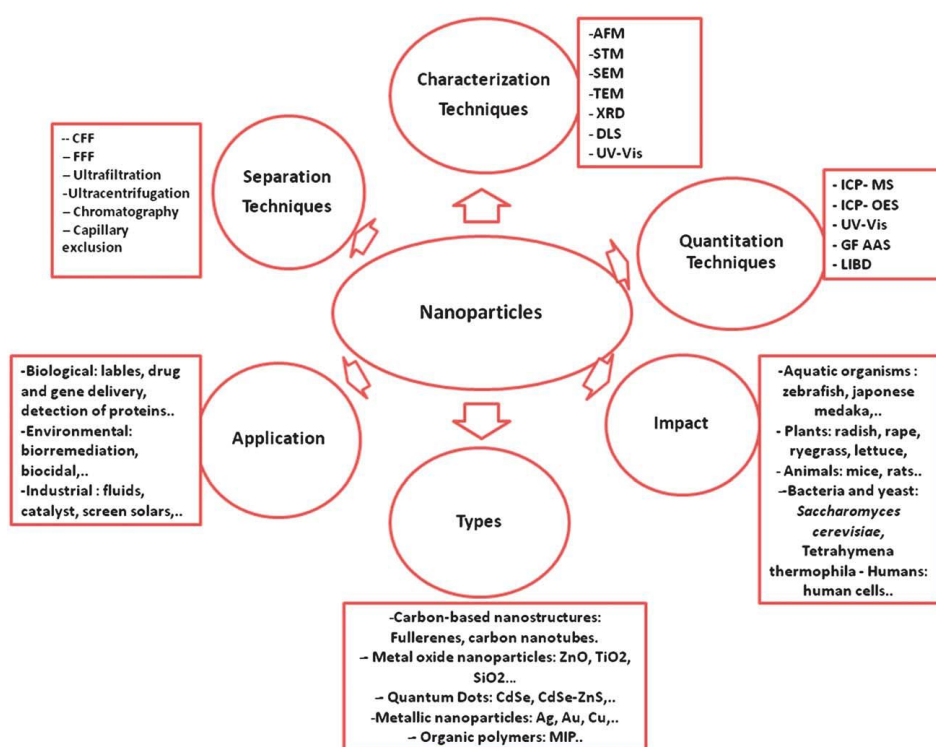 Characterization
Techniques
-AFM
-STM
-SEM
-TEM
-XRD
-DLS
-UV-Vis
Separation
Techniques
-- CFF
– FFF
– Ultrafiltration
-Ultracentrifugation
– Chromatography
– Capillary
exclusion
Quantitation
Techniques
- ICP- MS
- ICP- OES
- UV-Vis
- GF AAS
- LIBD
Nanoparticles
Application
-Biological: lables, drug
and gene delivery,
detection of proteins..
-Environmental:
biorremediation,
biocidal,..
-Industrial : fluids,
catalyst, screen solars,..
Impact
-Aquatic organisms :
zebrafish, japonese
medaka,..
- Plants: radish, rape,
ryegrass, lettuce,
- Animals: mice, rats..
--Bacteria and yeast:
Saccharomyces
cerevisiae,
Tetrahymena
thermophila - Humans:
human cells..
Types
-Carbon-based nanostructures:
Fullerenes, carbon nanotubes.
-- Metal oxide nanoparticles: ZnO, TiO2,
SiO2...
-- Quantum Dots: CdSe, CdSe-ZnS,..
-Metallic nanoparticles: Ag, Au, Cu,..
-- Organic polymers: MIP..